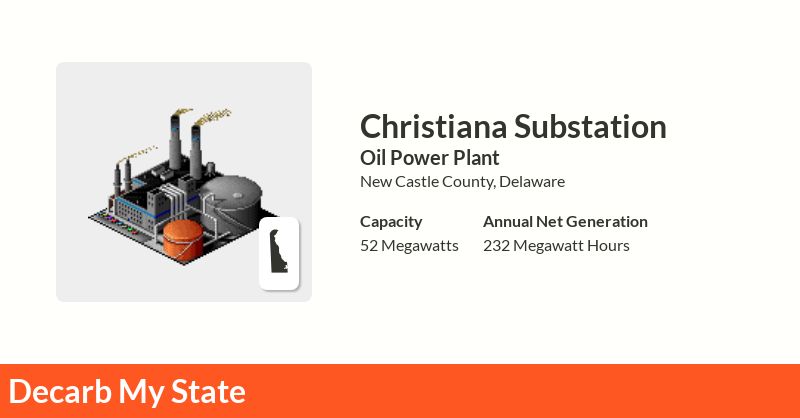 Christiana Substation
Oil Power Plant
New Castle County, Delaware
Capacity
52 Megawatts
Annual Net Generation
232 Megawatt Hours
Decarb My State